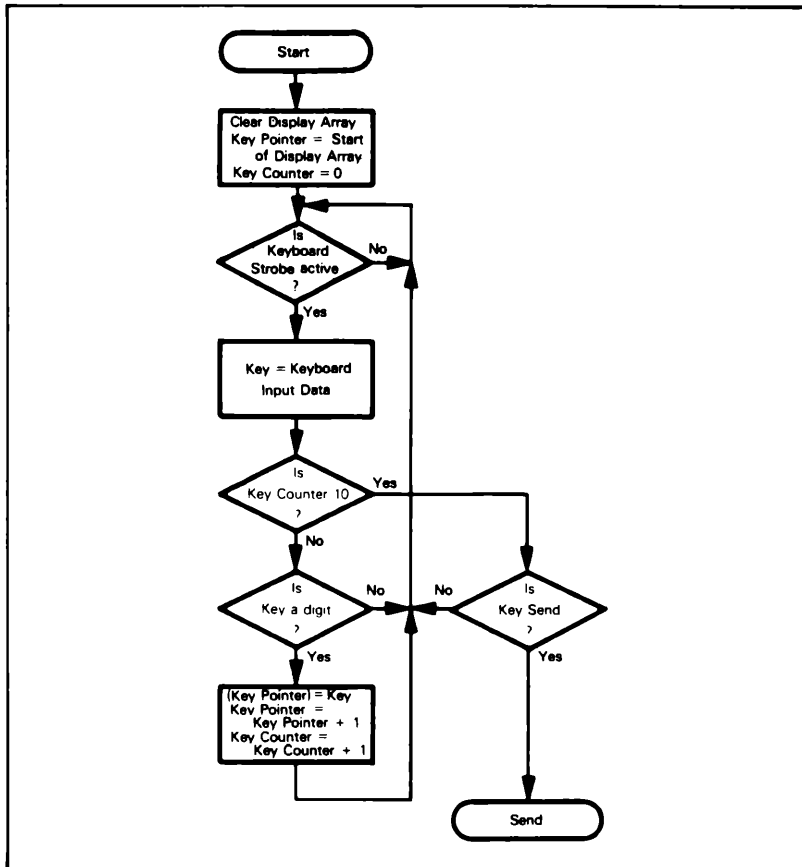 Start
Clear Display Array
Key Pointer = Start
of Display Array
Key Counter = 0
Is
Keyboard
Strobe active
?
No
Yes
Key = Keyboard
Input Data
Is
Key Counter 10
?
Yes
No
Is
Key a digit
?
No
Yes
No
Is
Key Send
?
Yes
(Key Pointer) = Key
Key Pointer =
Key Pointer + 1
Key Counter =
Key Counter + 1
Send